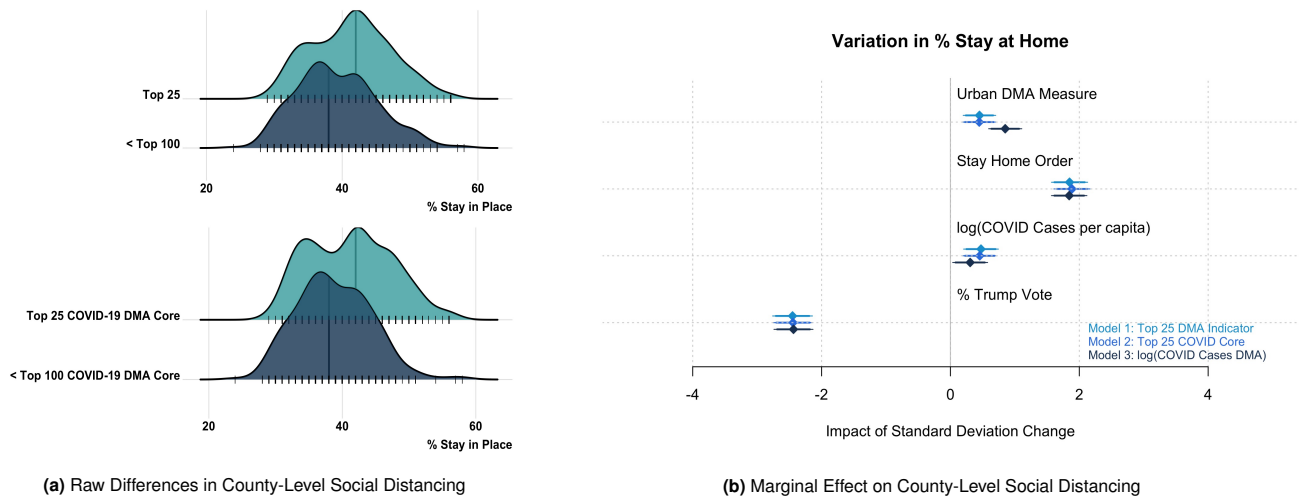 Top 25
< Top 100
20
40
60
% Stay in Place
Top 25 COVID-19 DMA Core
< Top 100 COVID-19 DMA Core
20
40
60
% Stay in Place
(a) Raw Differences in County-Level Social Distancing
Variation in % Stay at Home
Urban DMA Measure
Stay Home Order
log(COVID Cases per capita)
% Trump Vote
Model 1: Top 25 DMA Indicator
Model 2: Top 25 COVID Core
Model 3: log(COVID Cases DMA)
-4
-2
0
2
4
Impact of Standard Deviation Change
(b) Marginal Effect on County-Level Social Distancing